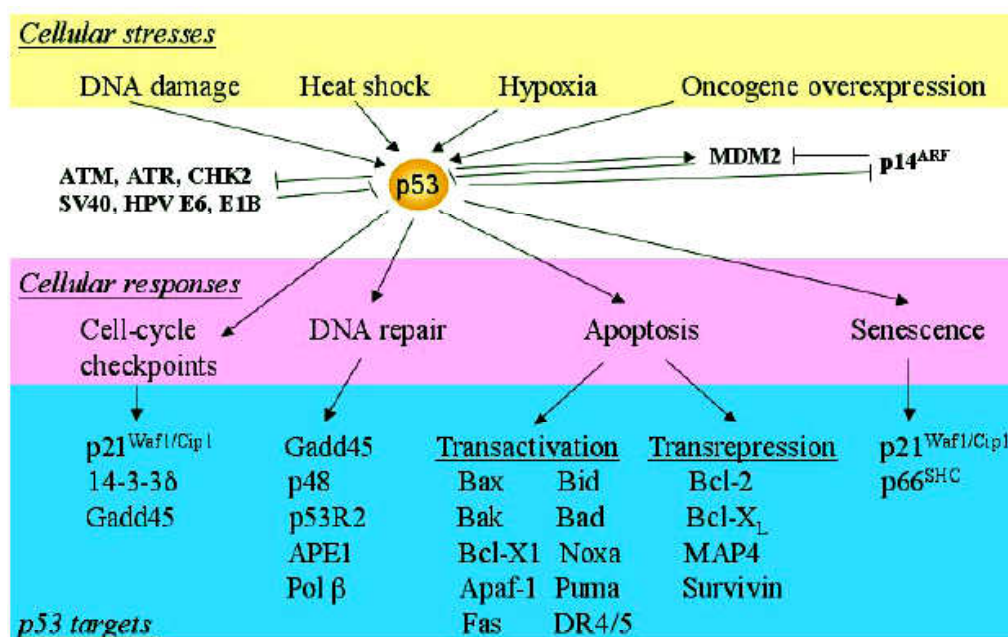 Cellular stresses
DNA damage Heat shock Hypoxia Oncogene overexpression
ATM, ATR, CHK2
SV40, HPV E6, E1B
p53
MDM2
p14ARF
Cellular responses
Cell-cycle
checkpoints
DNA repair
Apoptosis
Senescence
p21Waf1/Cip1
14-3-3δ
Gadd45
Gadd45
p48
p53R2
APE1
Pol β
Transactivation
Bax Bid
Bak Bad
Bcl-X1 Noxa
Apaf-1 Puma
Fas DR4/5
Transrepression
Bcl-2
Bcl-XL
MAP4
Survivin
p21Waf1/Cip1
p66SHC
p53 targets